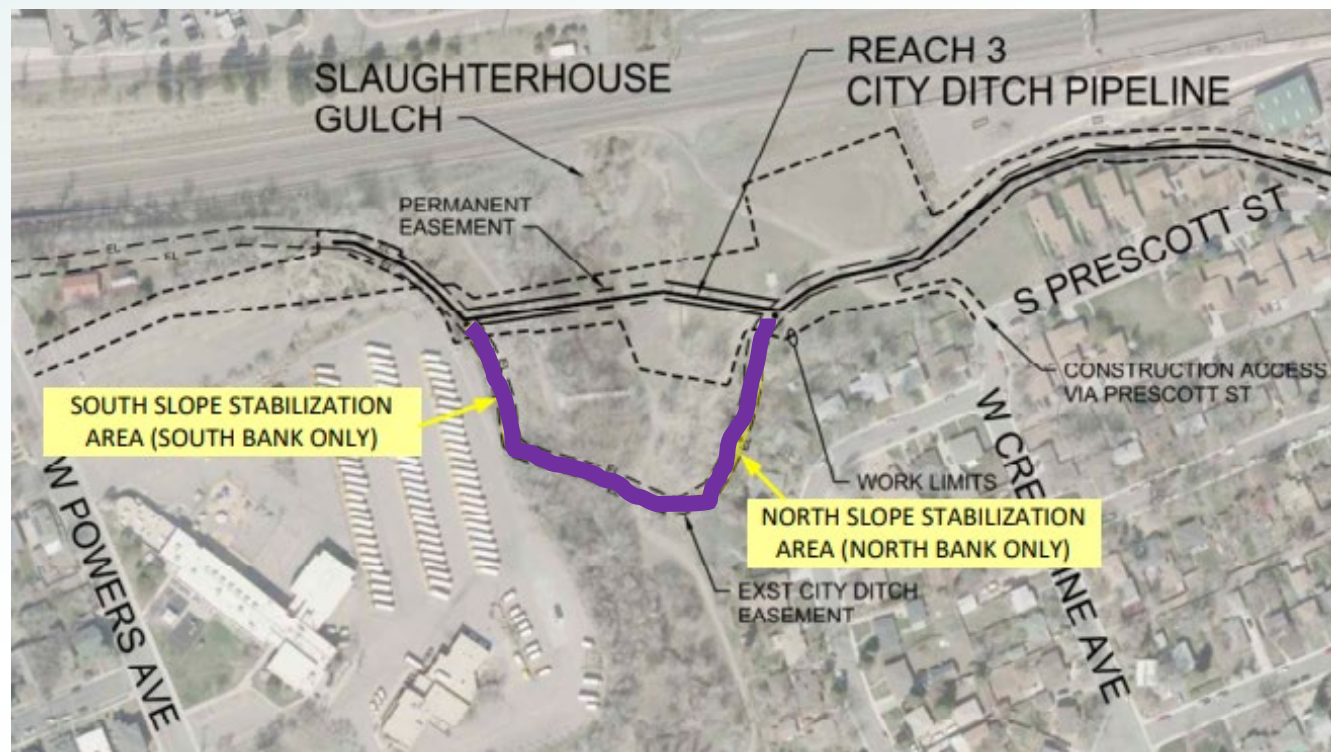 SLAUGHTERHOUSE
GULCH
REACH 3
CITY DITCH PIPELINE
PERMANENT
EASEMENT
S PRESCOTT ST
CONSTRUCTION ACCESS
VIA PRESCOTT ST
SOUTH SLOPE STABILIZATION
AREA (SOUTH BANK ONLY)
W POWERS AVE
WORK LIMITS
NORTH SLOPE STABILIZATION
AREA (NORTH BANK ONLY)
EXST CITY DITCH
EASEMENT